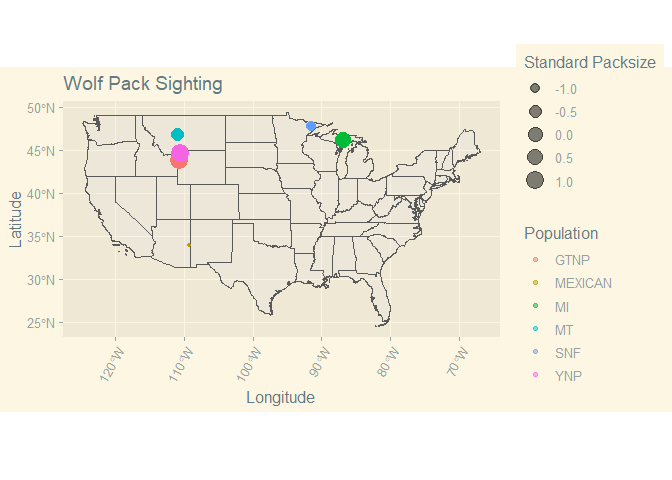 Wolf Pack Sighting
50°N
45°N
40°N
35°N
30°N
25°N
Latitude
120°W
110°W
100°W
90°W
80°W
70°W
Longitude
Standard Packsize
-1.0
-0.5
0.0
0.5
1.0
Population
GTNP
MEXICAN
MI
MT
SNF
YNP